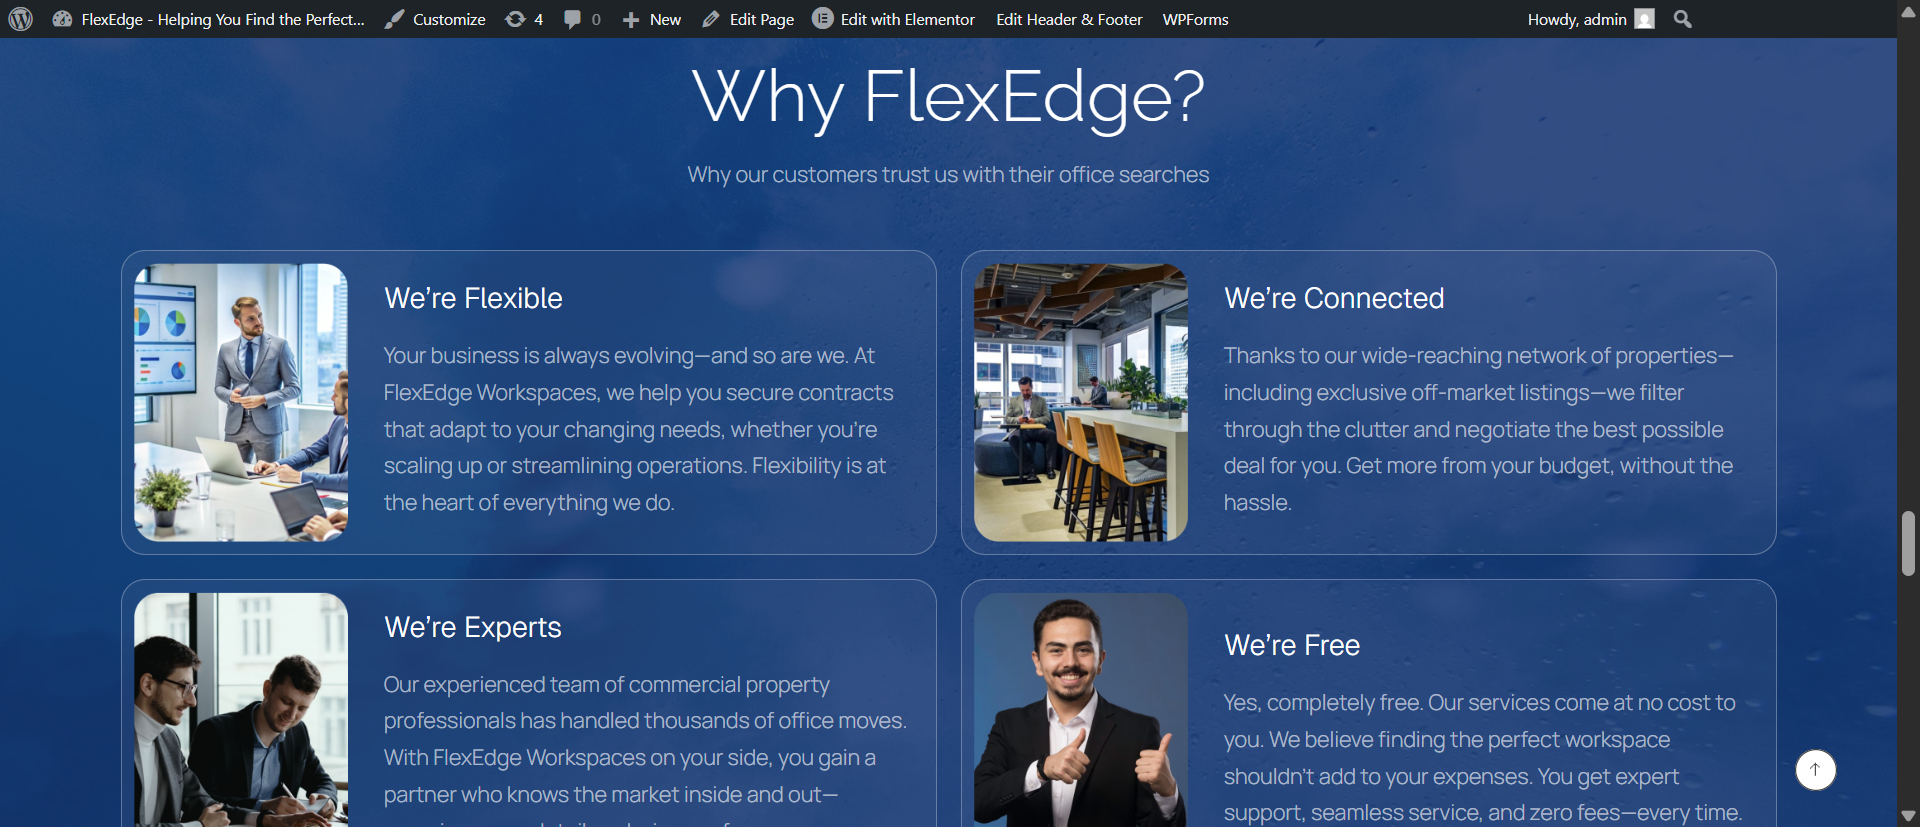 FlexEdge - Helping You Find the Perfect...
Customize
4
0
New
Edit Page
Edit with Elementor
Edit Header & Footer
WPForms
Howdy, admin
Why FlexEdge?
Why our customers trust us with their office searches
We're Flexible
Your business is always evolving—and so are we. At
FlexEdge Workspaces, we help you secure contracts
that adapt to your changing needs, whether you're
scaling up or streamlining operations. Flexibility is at
the heart of everything we do.
We're Connected
Thanks to our wide-reaching network of properties—
including exclusive off-market listings—we filter
through the clutter and negotiate the best possible
deal for you. Get more from your budget, without the
hassle.
We're Experts
Our experienced team of commercial property
professionals has handled thousands of office moves.
With FlexEdge Workspaces on your side, you gain a
partner who knows the market inside and out—
We're Free
Yes, completely free. Our services come at no cost to
you. We believe finding the perfect workspace
shouldn't add to your expenses. You get expert
support, seamless service, and zero fees—every time.